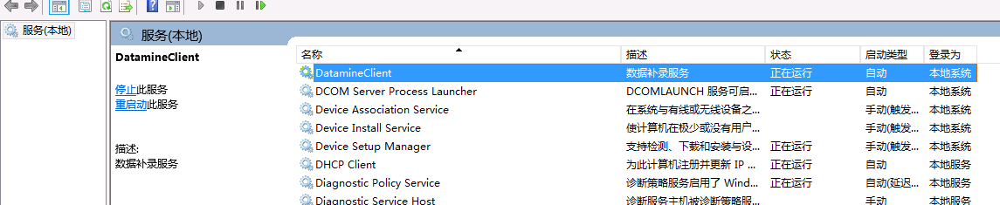 服务(本地)
服务(本地)
DatamineClient
停止此服务
重启动此服务
描述:
数据补录服务
名称 描述 状态 启动类型 登录为
DatamineClient 数据补录服务 正在运行 自动 本地系统
DCOM Server Process Launcher DCOMLAUNCH 服务可启... 正在运行 自动 本地系统
Device Association Service 在系统与有线或无线设备之... 手动(触发... 本地系统
Device Install Service 使计算机在极少或没有用户... 手动(触发... 本地系统
Device Setup Manager 支持检测、下载和安装与设... 正在运行 手动(触发... 本地系统
DHCP Client 为此计算机注册并更新 IP ... 正在运行 自动 本地服务
Diagnostic Policy Service 诊断策略服务启用了 Wind... 正在运行 自动(延迟... 本地服务
Diagnostic Service Host 诊断服务主机被诊断策略服... 手动 本地服务